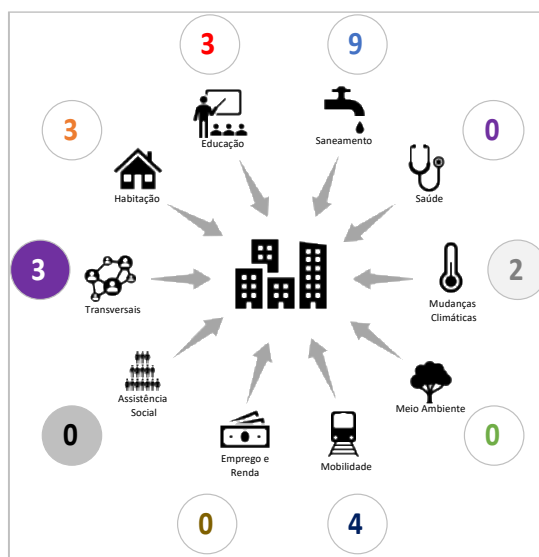 3
9
Educação
Saneamento
3
0
Habitação
Saúde
3
2
Transversais
Mudanças
Climáticas
Assistência
Social
Meio Ambiente
0
0
Emprego e
Renda
Mobilidade
0
4